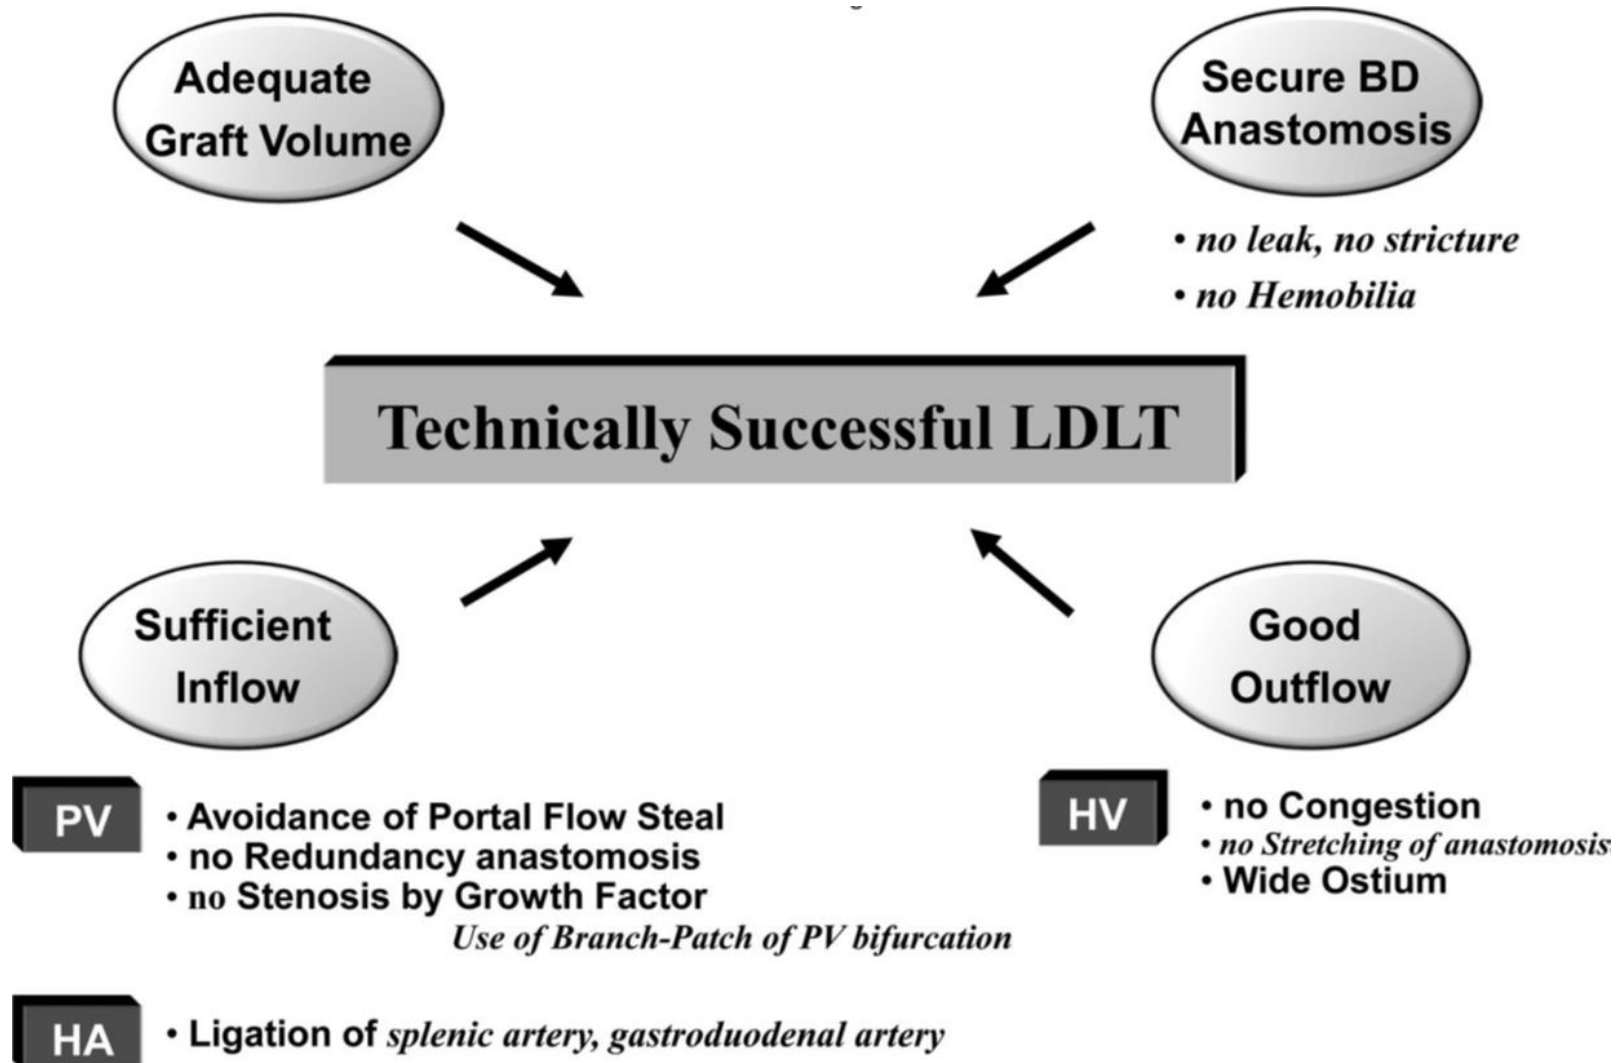 Adequate
Graft Volume
Secure BD
Anastomosis
• no leak, no stricture
• no Hemobilia
Technically Successful LDLT
Sufficient
Inflow
Good
Outflow
PV
• Avoidance of Portal Flow Steal
• no Redundancy anastomosis
• no Stenosis by Growth Factor
Use of Branch-Patch of PV bifurcation
HV
• no Congestion
• no Stretching of anastomosis
• Wide Ostium
HA
• Ligation of splenic artery, gastroduodenal artery